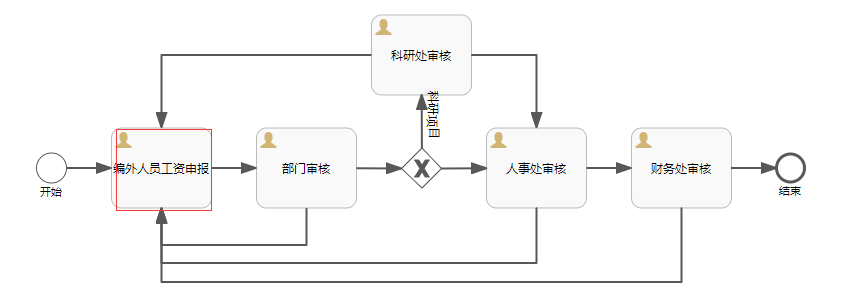 科研处审核
科研项目
编外人员工资申报
部门审核
人事处审核
财务处审核
开始
结束